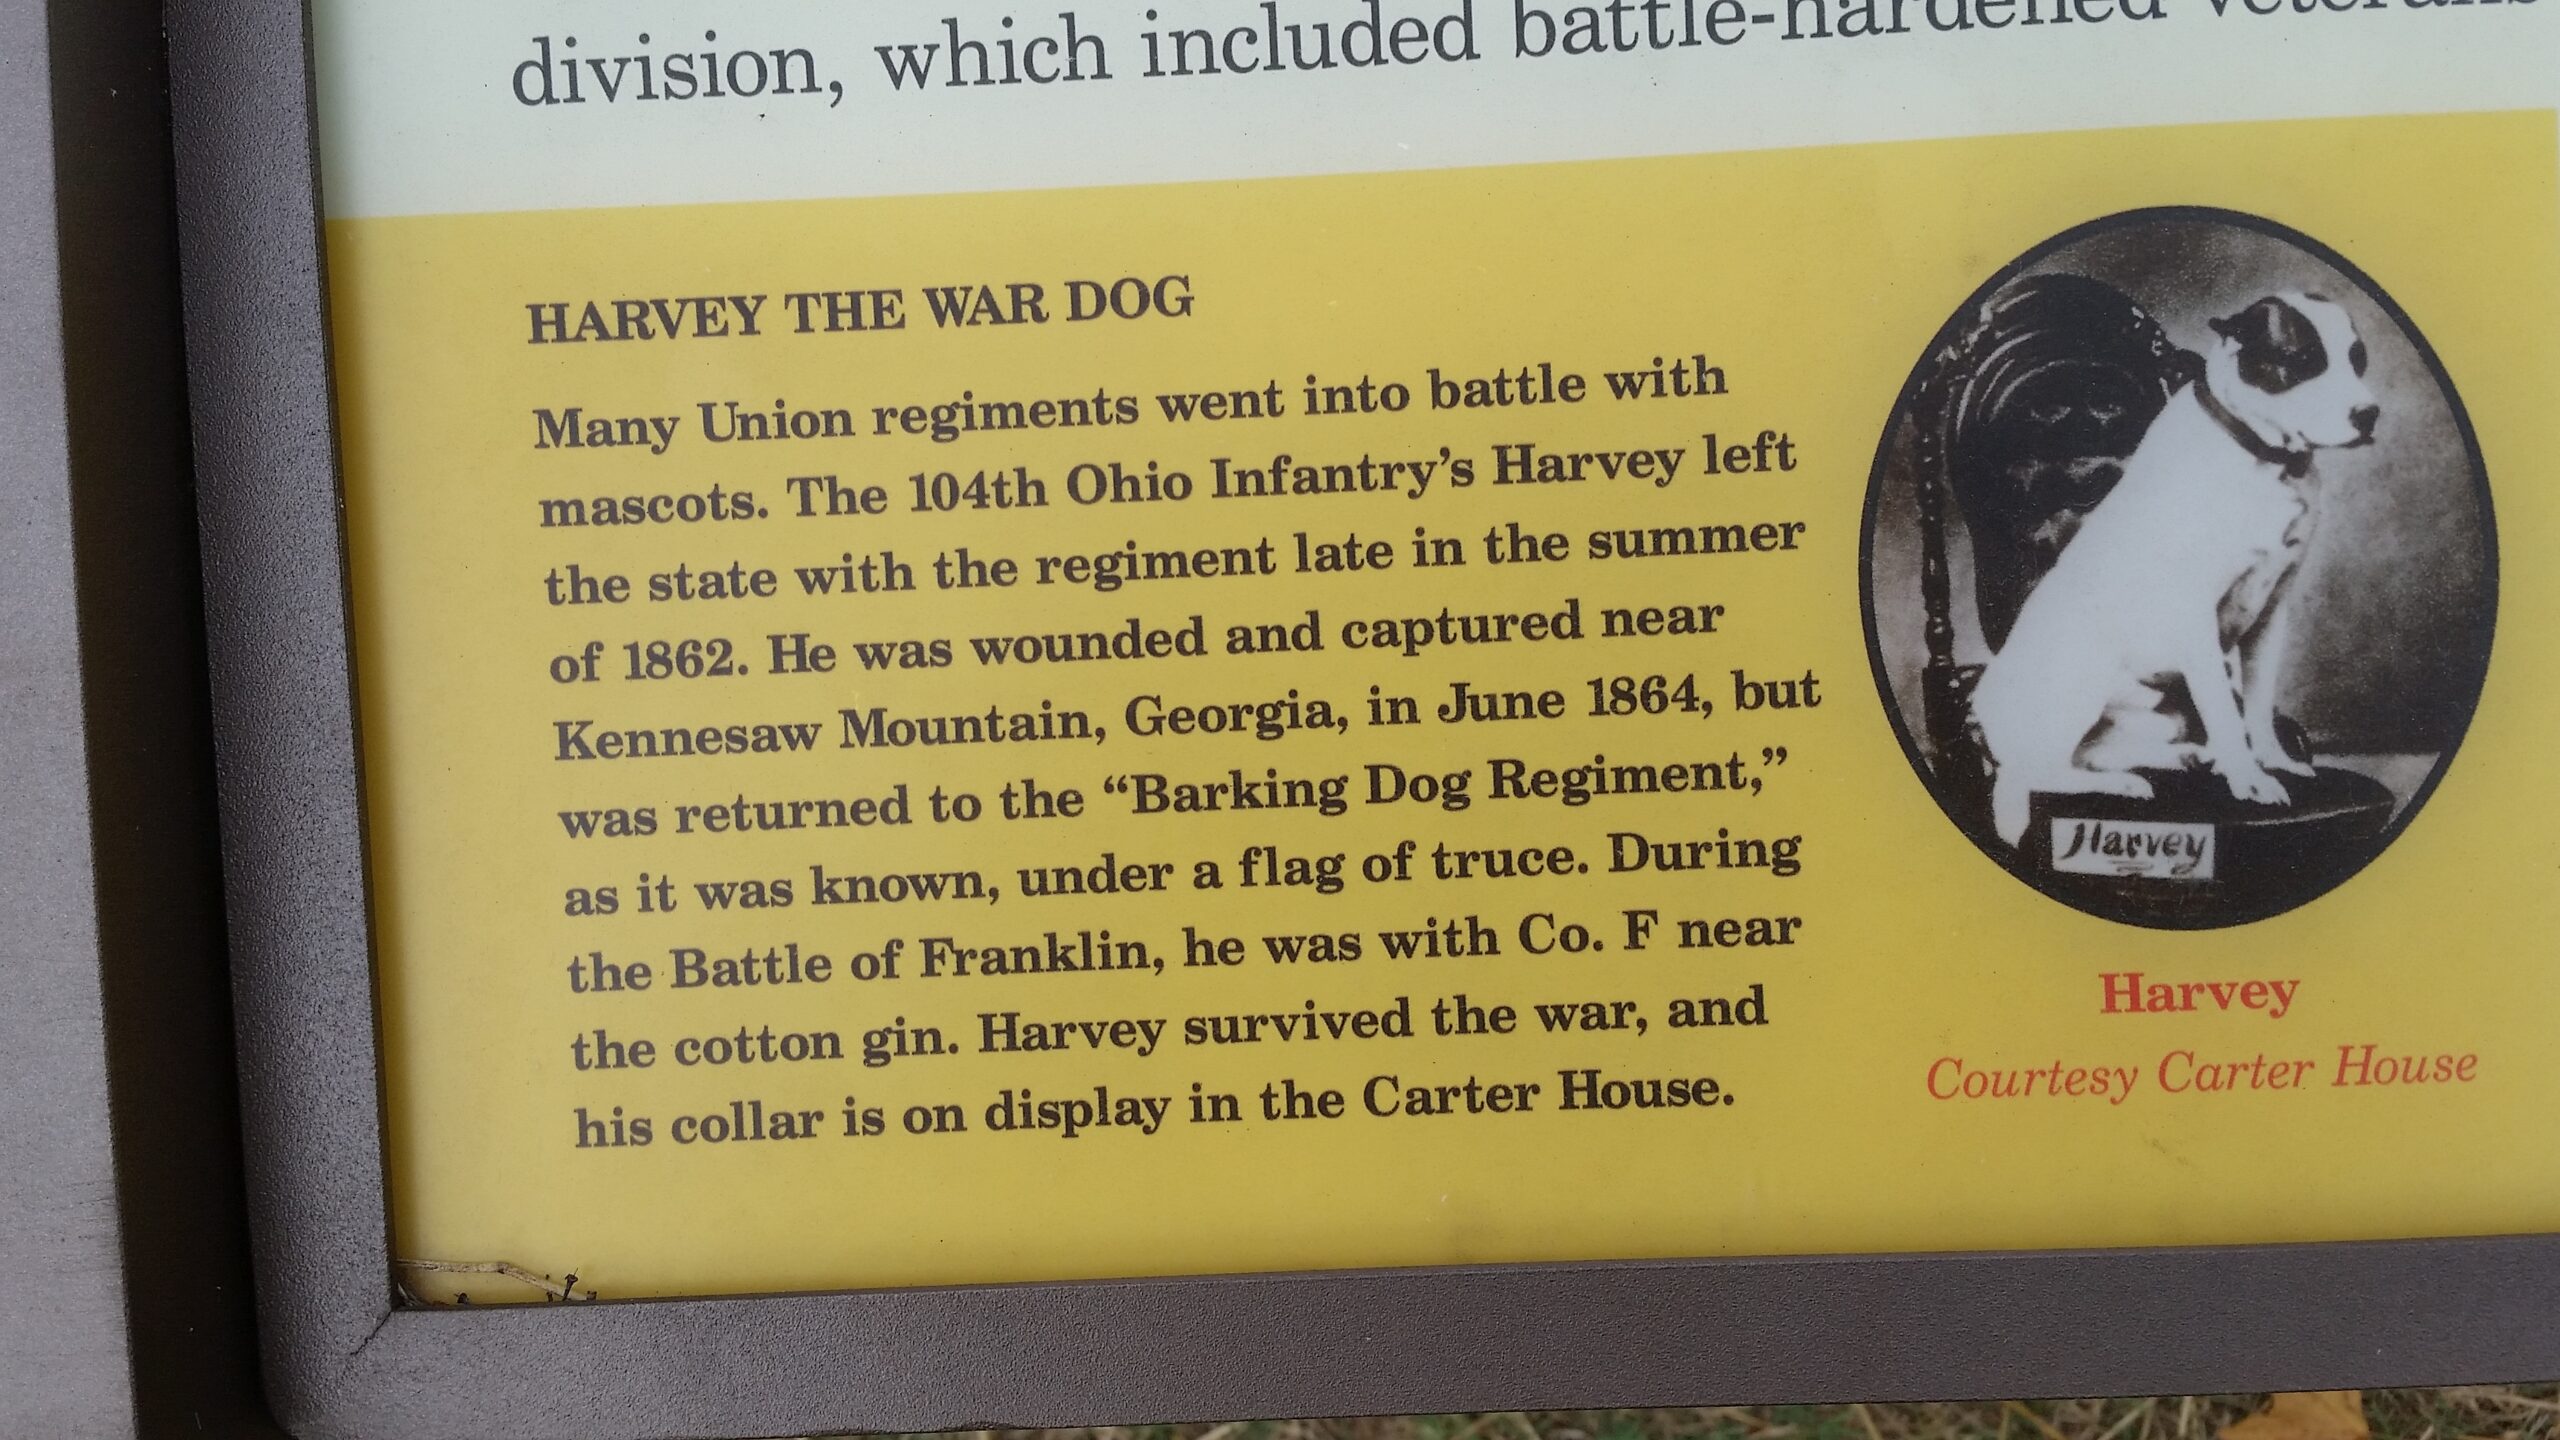 division, which included battle-hardened veterans
HARVEY THE WAR DOG
Many Union regiments went into battle with
mascots. The 104th Ohio Infantry’s Harvey left
the state with the regiment late in the summer
of 1862. He was wounded and captured near
Kennesaw Mountain, Georgia, in June 1864, but
was returned to the “Barking Dog Regiment,”
as it was known, under a flag of truce. During
the Battle of Franklin, he was with Co. F near
the cotton gin. Harvey survived the war, and
his collar is on display in the Carter House.
Harvey
Harvey
Courtesy Carter House